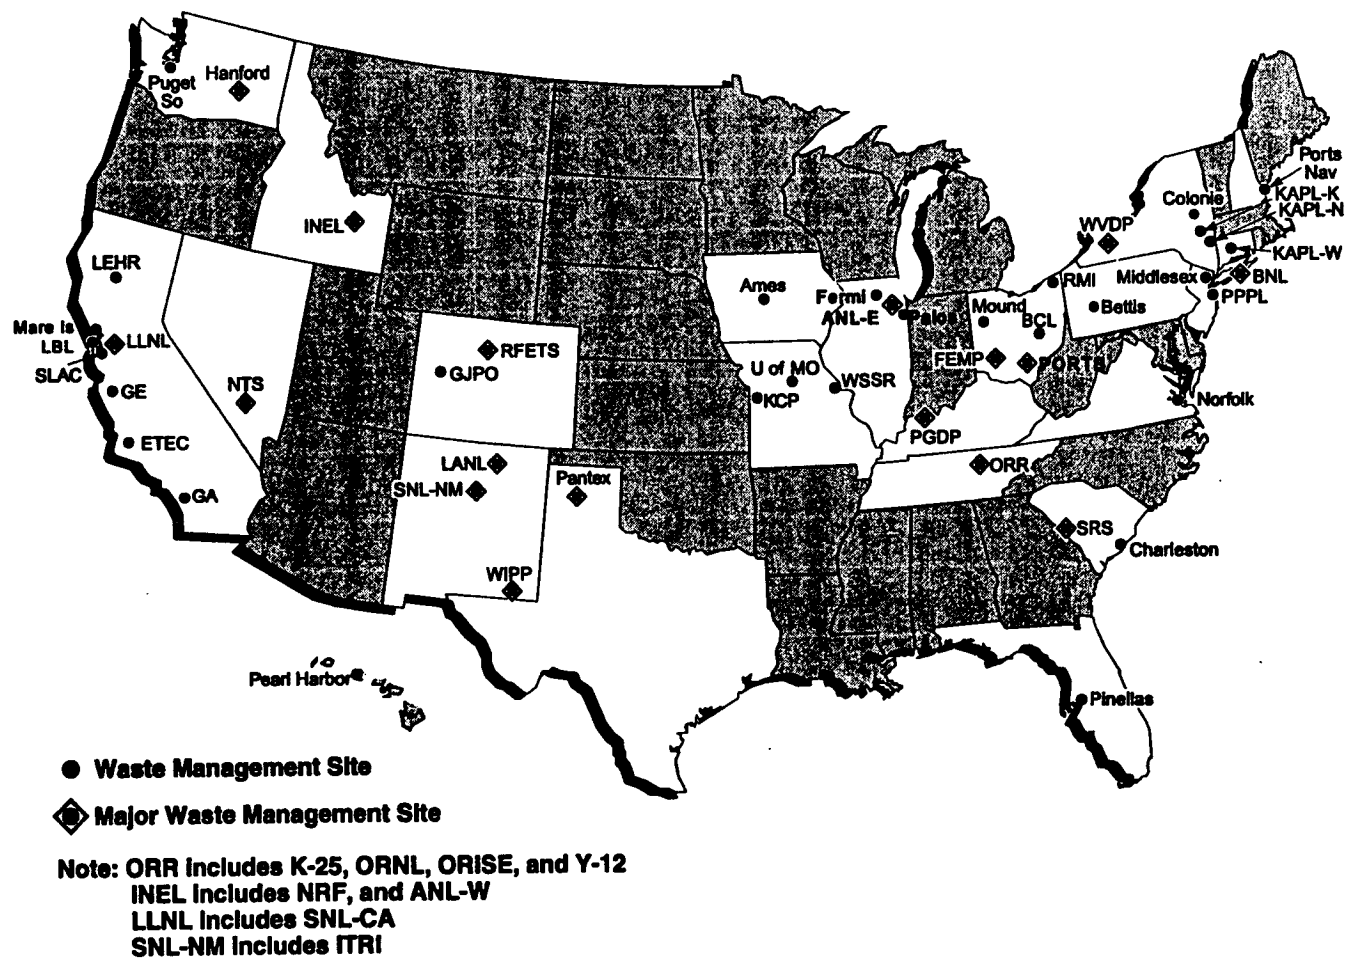 Puget
So
Hanford
INEL
LEHR
Mare Is
LBL
SLAC
LLNL
GE
ETEC
GA
NTS
RFETS
GJPO
LANL
SNL-NM
WIPP
Pantex
Ames
U of MO
KCP
WSSR
Fermi
ANL-E
Palos
Mound
BCL
FEMP
PORTS
PGDP
ORR
SRS
Charleston
Pinellas
Norfolk
RMI
Bettis
Middlesex
PPPL
BNL
WVDP
Colonie
Ports
Nav
KAPL-K
KAPL-N
KAPL-W
Pearl Harbor
Waste Management Site
Major Waste Management Site
Note: ORR includes K-25, ORNL, ORISE, and Y-12
INEL includes NRF, and ANL-W
LLNL includes SNL-CA
SNL-NM includes ITRI